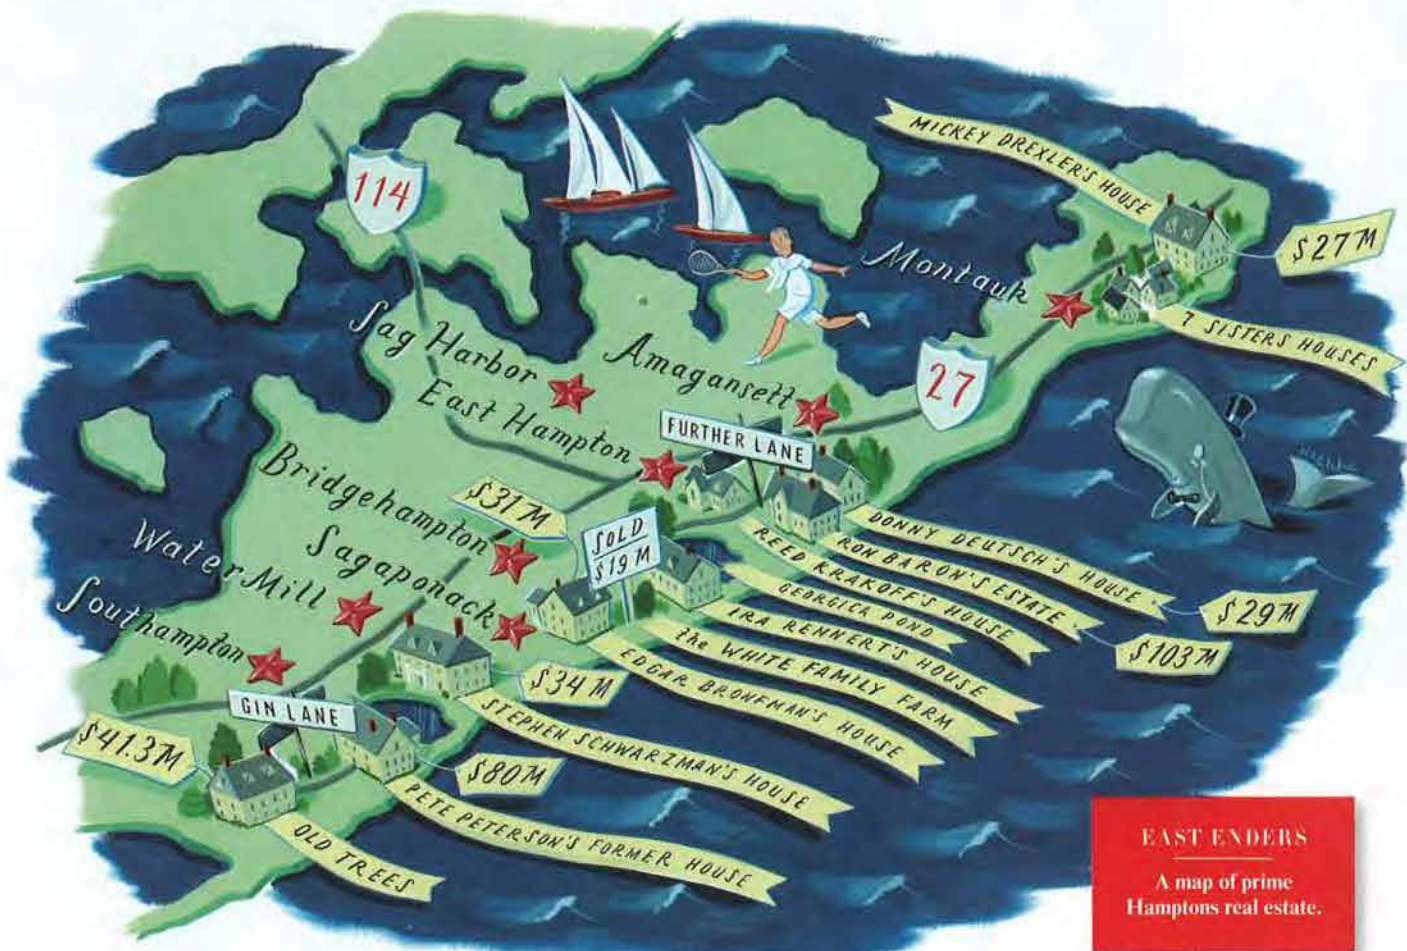 MICKEY DREXLER'S HOUSE
$27M
114
Montauk
7 SISTERS HOUSES
Sag Harbor
Amagansett
27
East Hampton
FURTHER LANE
Bridgehampton
$31M
SOLD
$19M
DONNY DEUTSCH'S HOUSE
$29M
RON BARON'S ESTATE
$103M
REED KRAKOFF'S HOUSE
GEORGICA POND
IRA RENNERT'S HOUSE
the WHITE FAMILY FARM
EDGAR BRONFMAN'S HOUSE
Sagaponack
Water Mill
Southampton
$34M
STEPHEN SCHWARZMAN'S HOUSE
GIN LANE
$41.3M
$80M
PETE PETERSON'S FORMER HOUSE
OLD TREES
EAST ENDERS
A map of prime
Hamptons real estate.